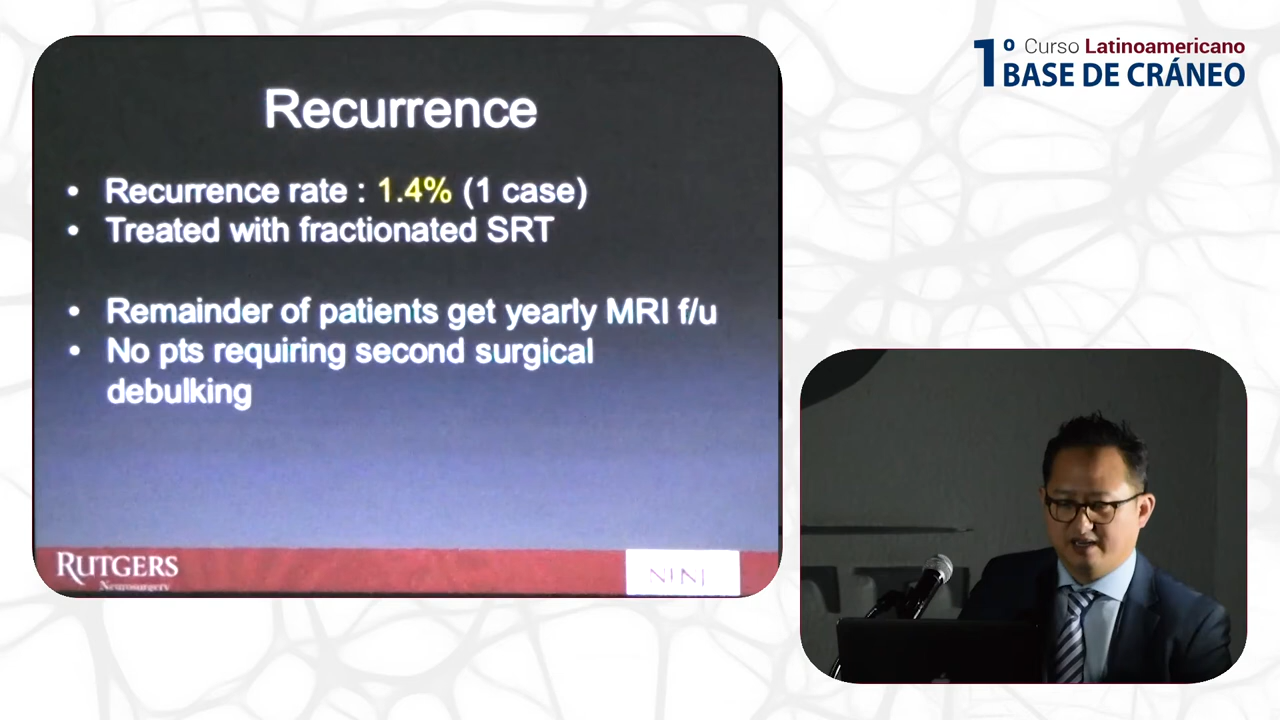 1º Curso Latinoamericano
BASE DE CRÁNEO
Recurrence
• Recurrence rate : 1.4% (1 case)
• Treated with fractionated SRT
• Remainder of patients get yearly MRI f/u
• No pts requiring second surgical
debulking
RUTGERS
Neurosurgery